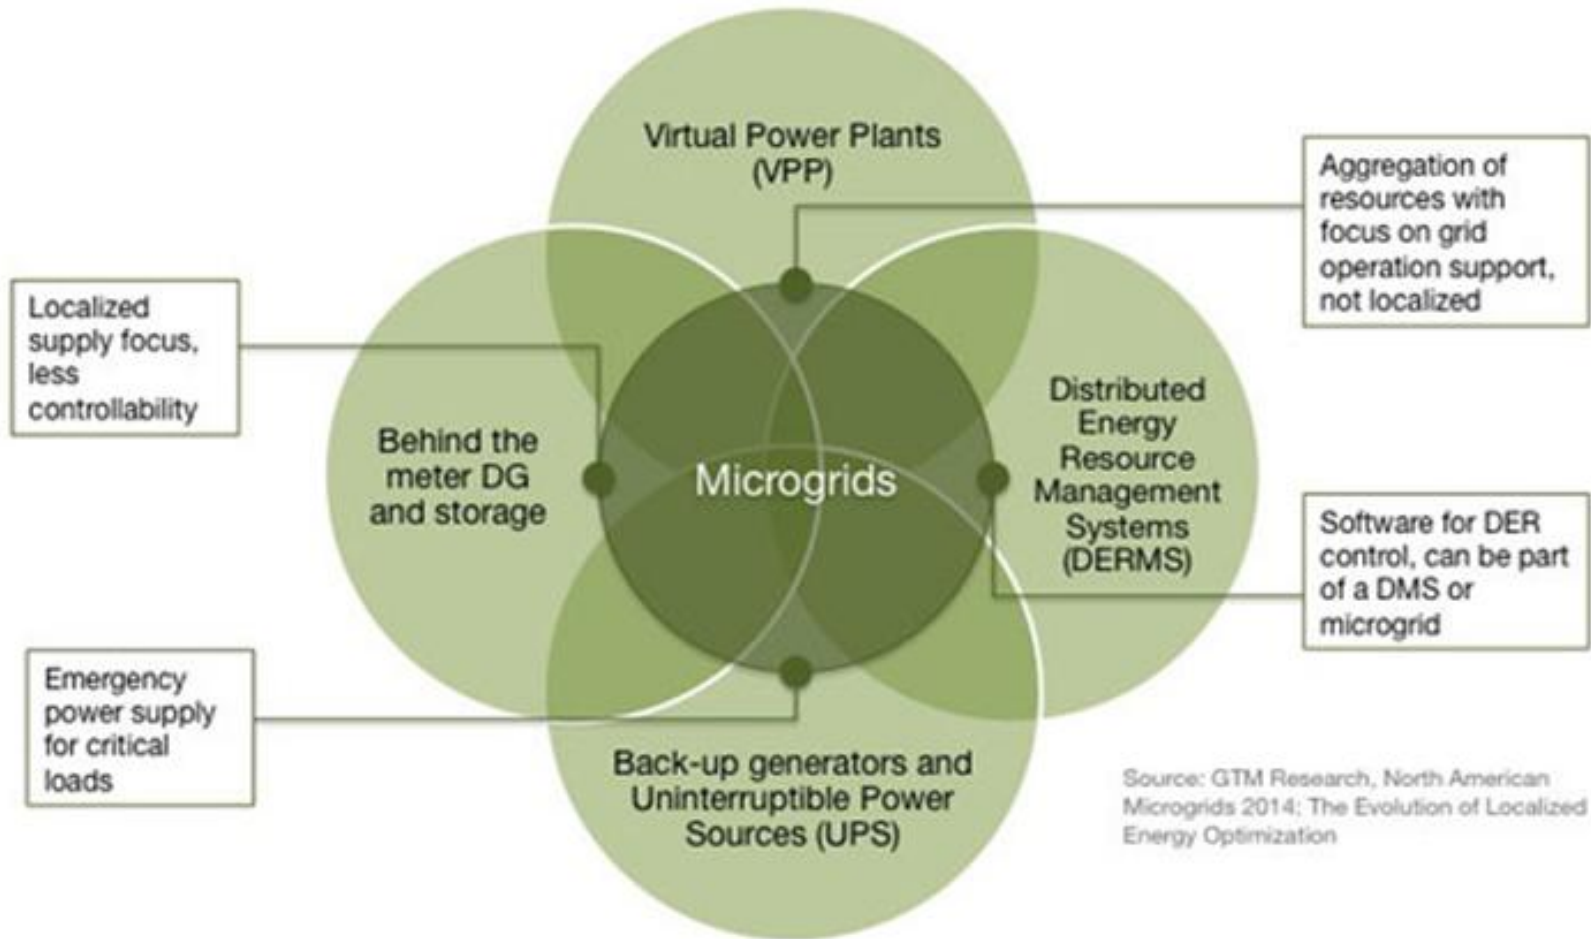 Virtual Power Plants
(VPP)
Aggregation of
resources with
focus on grid
operation support,
not localized
Localized
supply focus,
less
controllability
Behind the
meter DG
and storage
Microgrids
Distributed
Energy
Resource
Management
Systems
(DERMS)
Software for DER
control, can be part
of a DMS or
microgrid
Emergency
power supply
for critical
loads
Back-up generators and
Uninterruptible Power
Sources (UPS)
Source: GTM Research, North American
Microgrids 2014: The Evolution of Localized
Energy Optimization